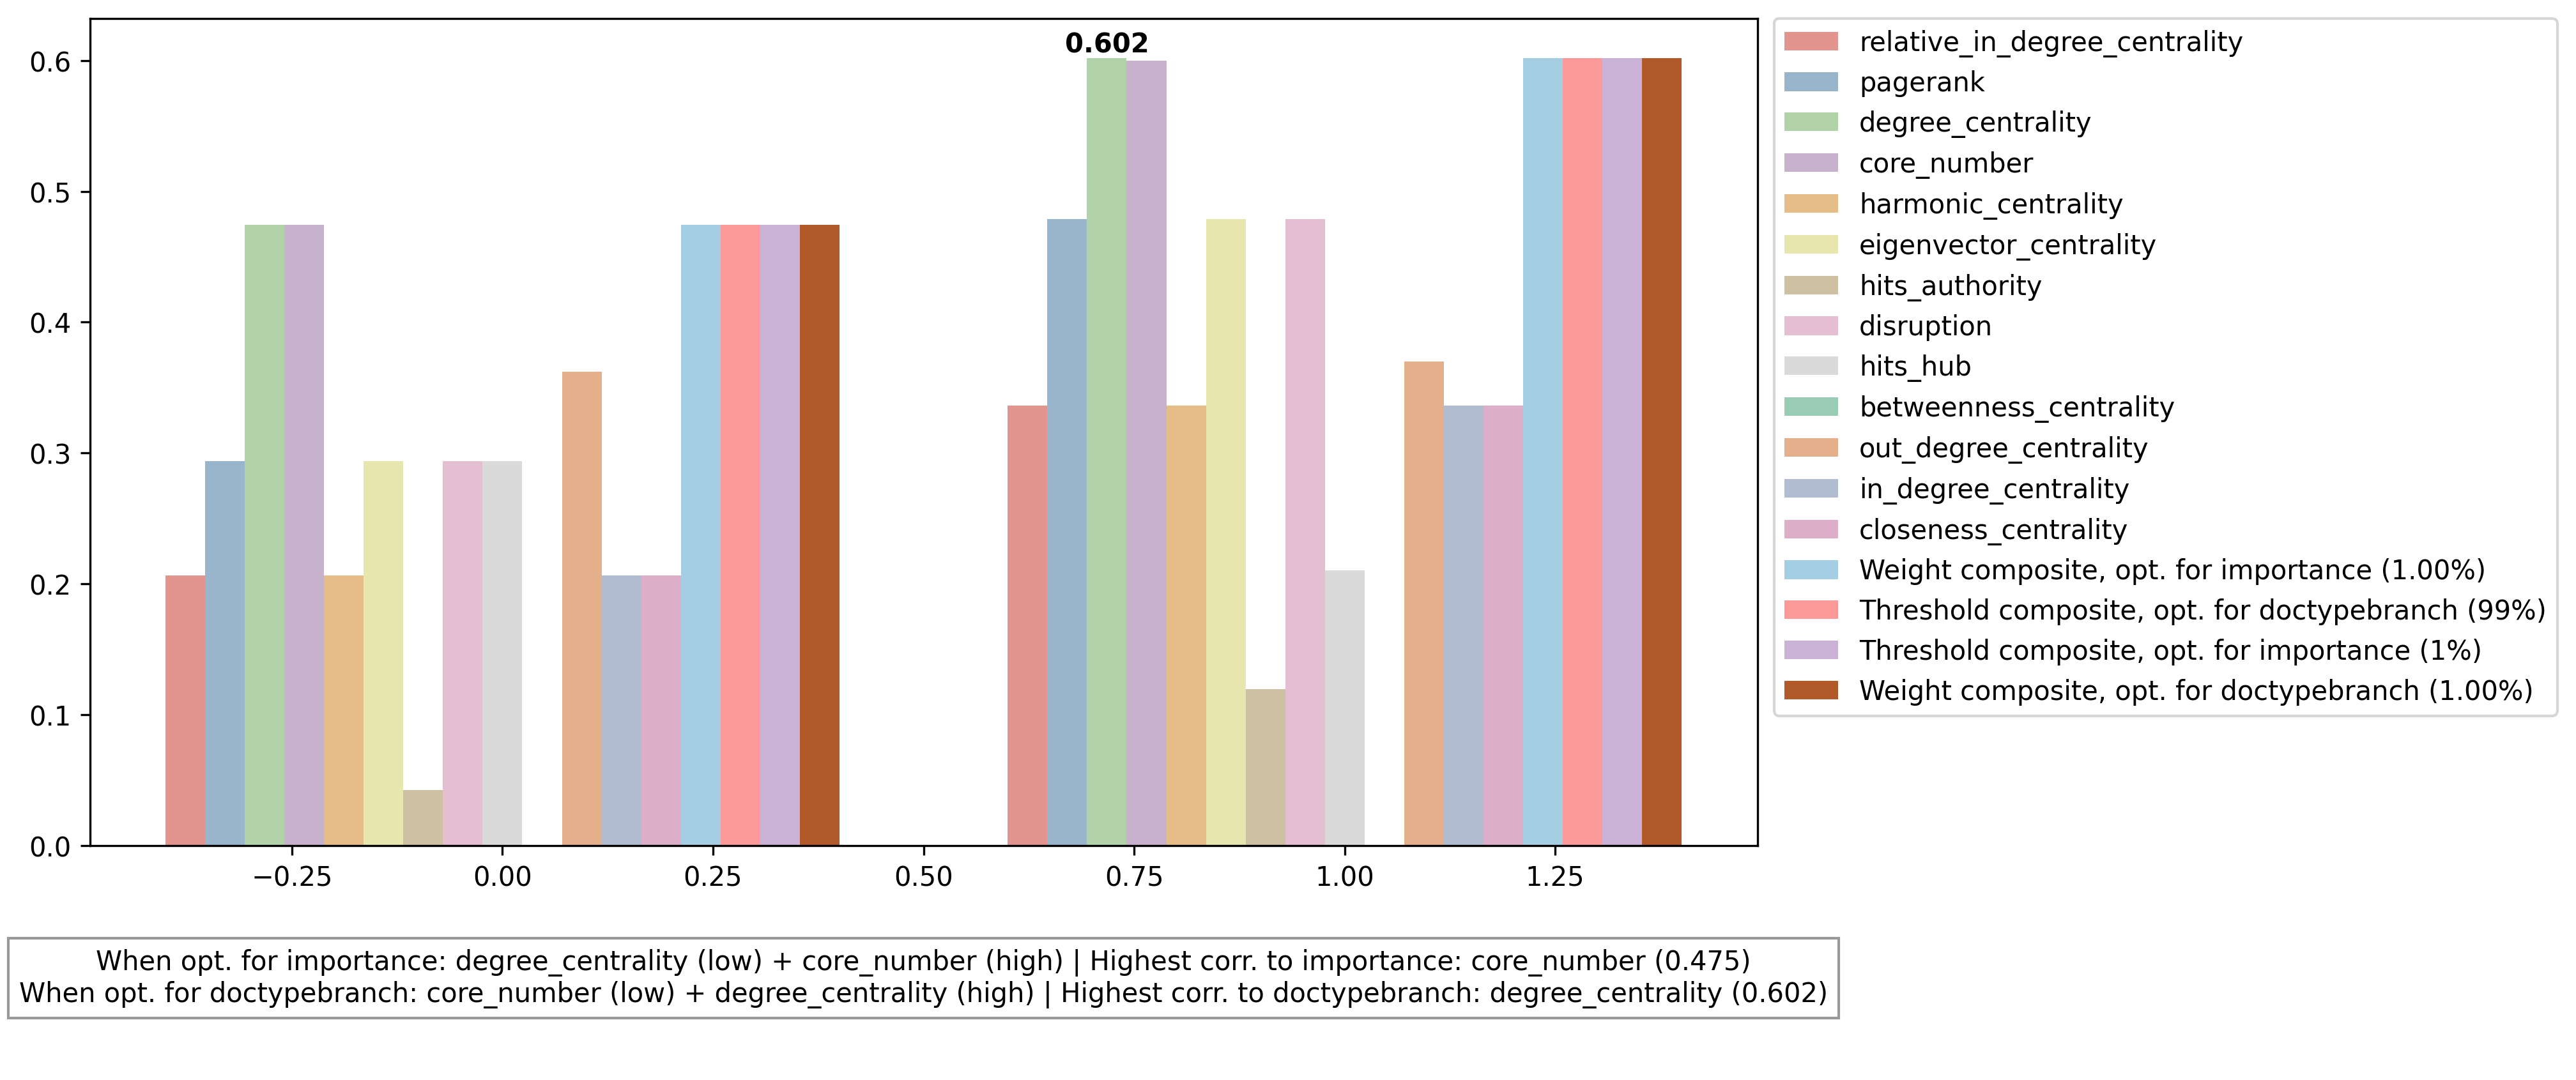 0.602
0.6
0.5
0.4
0.3
0.2
0.1
0.0
−0.25 0.00 0.25 0.50 0.75 1.00 1.25
relative_in_degree_centrality
pagerank
degree_centrality
core_number
harmonic_centrality
eigenvector_centrality
hits_authority
disruption
hits_hub
betweenness_centrality
out_degree_centrality
in_degree_centrality
closeness_centrality
Weight composite, opt. for importance (1.00%)
Threshold composite, opt. for doctypebranch (99%)
Threshold composite, opt. for importance (1%)
Weight composite, opt. for doctypebranch (1.00%)
When opt. for importance: degree_centrality (low) + core_number (high) | Highest corr. to importance: core_number (0.475)
When opt. for doctypebranch: core_number (low) + degree_centrality (high) | Highest corr. to doctypebranch: degree_centrality (0.602)